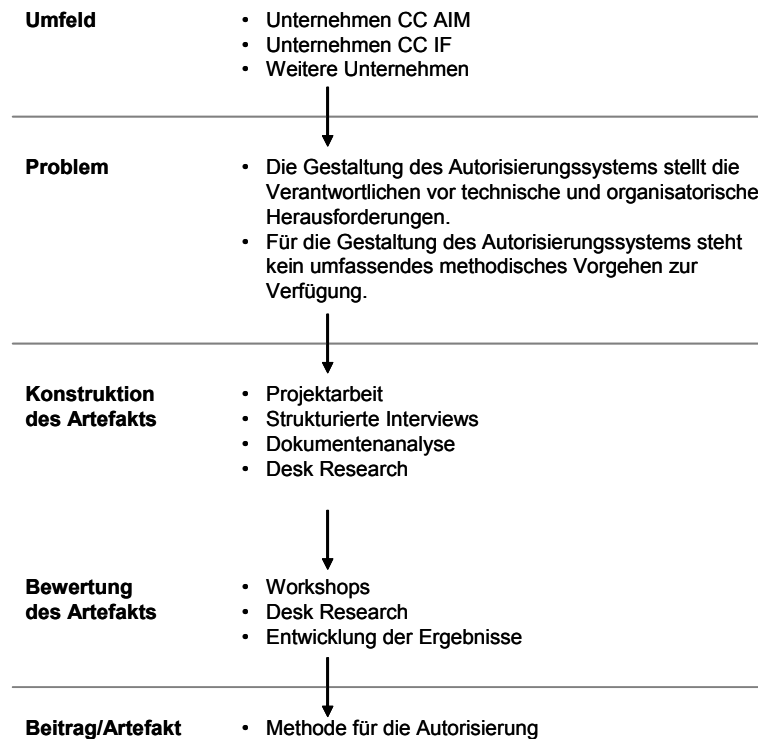 Umfeld
• Unternehmen CC AIM
• Unternehmen CC IF
• Weitere Unternehmen
Problem
• Die Gestaltung des Autorisierungssystems stellt die
Verantwortlichen vor technische und organisatorische
Herausforderungen.
• Für die Gestaltung des Autorisierungssystems steht
kein umfassendes methodisches Vorgehen zur
Verfügung.
Konstruktion
des Artefakts
• Projektarbeit
• Strukturierte Interviews
• Dokumentenanalyse
• Desk Research
Bewertung
des Artefakts
• Workshops
• Desk Research
• Entwicklung der Ergebnisse
Beitrag/Artefakt
• Methode für die Autorisierung